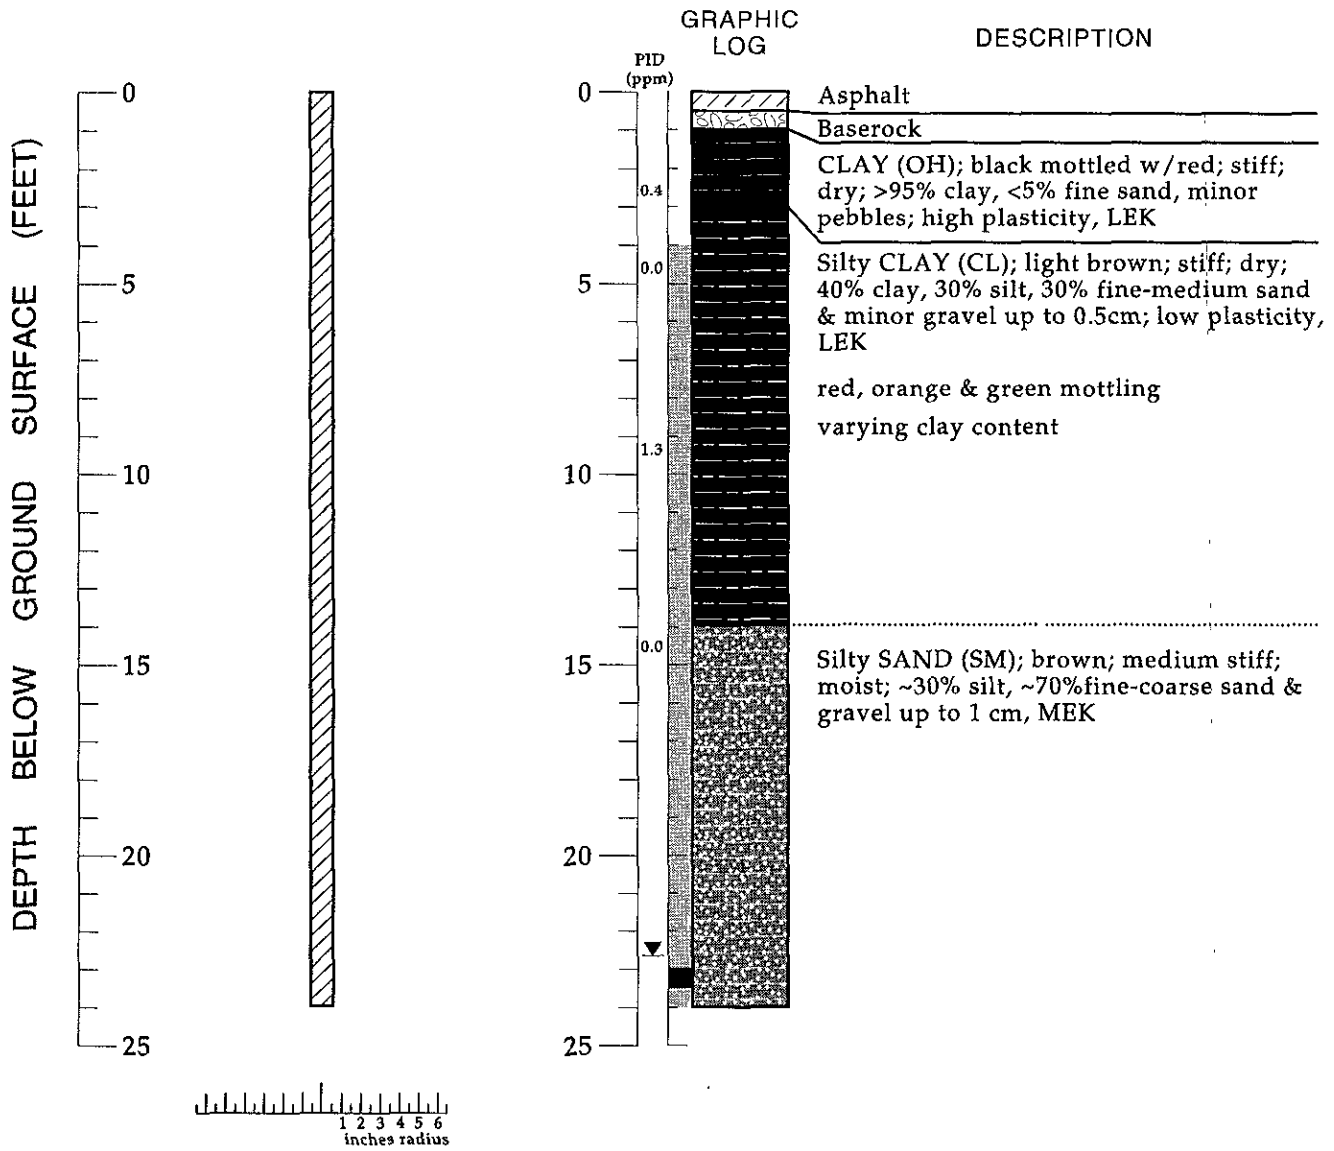 GRAPHIC
LOG
DESCRIPTION
PID
(ppm)
DEPTH BELOW GROUND SURFACE (FEET)
0
5
10
15
20
25
0
5
10
15
20
25
0.4
0.0
1.3
0.0
Asphalt
Baserock
CLAY (OH); black mottled w/red; stiff;
dry; >95% clay, <5% fine sand, minor
pebbles; high plasticity, LEK
Silty CLAY (CL); light brown; stiff; dry;
40% clay, 30% silt, 30% fine-medium sand
& minor gravel up to 0.5cm; low plasticity,
LEK
red, orange & green mottling
varying clay content
Silty SAND (SM); brown; medium stiff;
moist; ~30% silt, ~70%fine-coarse sand &
gravel up to 1 cm, MEK
1 2 3 4 5 6
inches radius